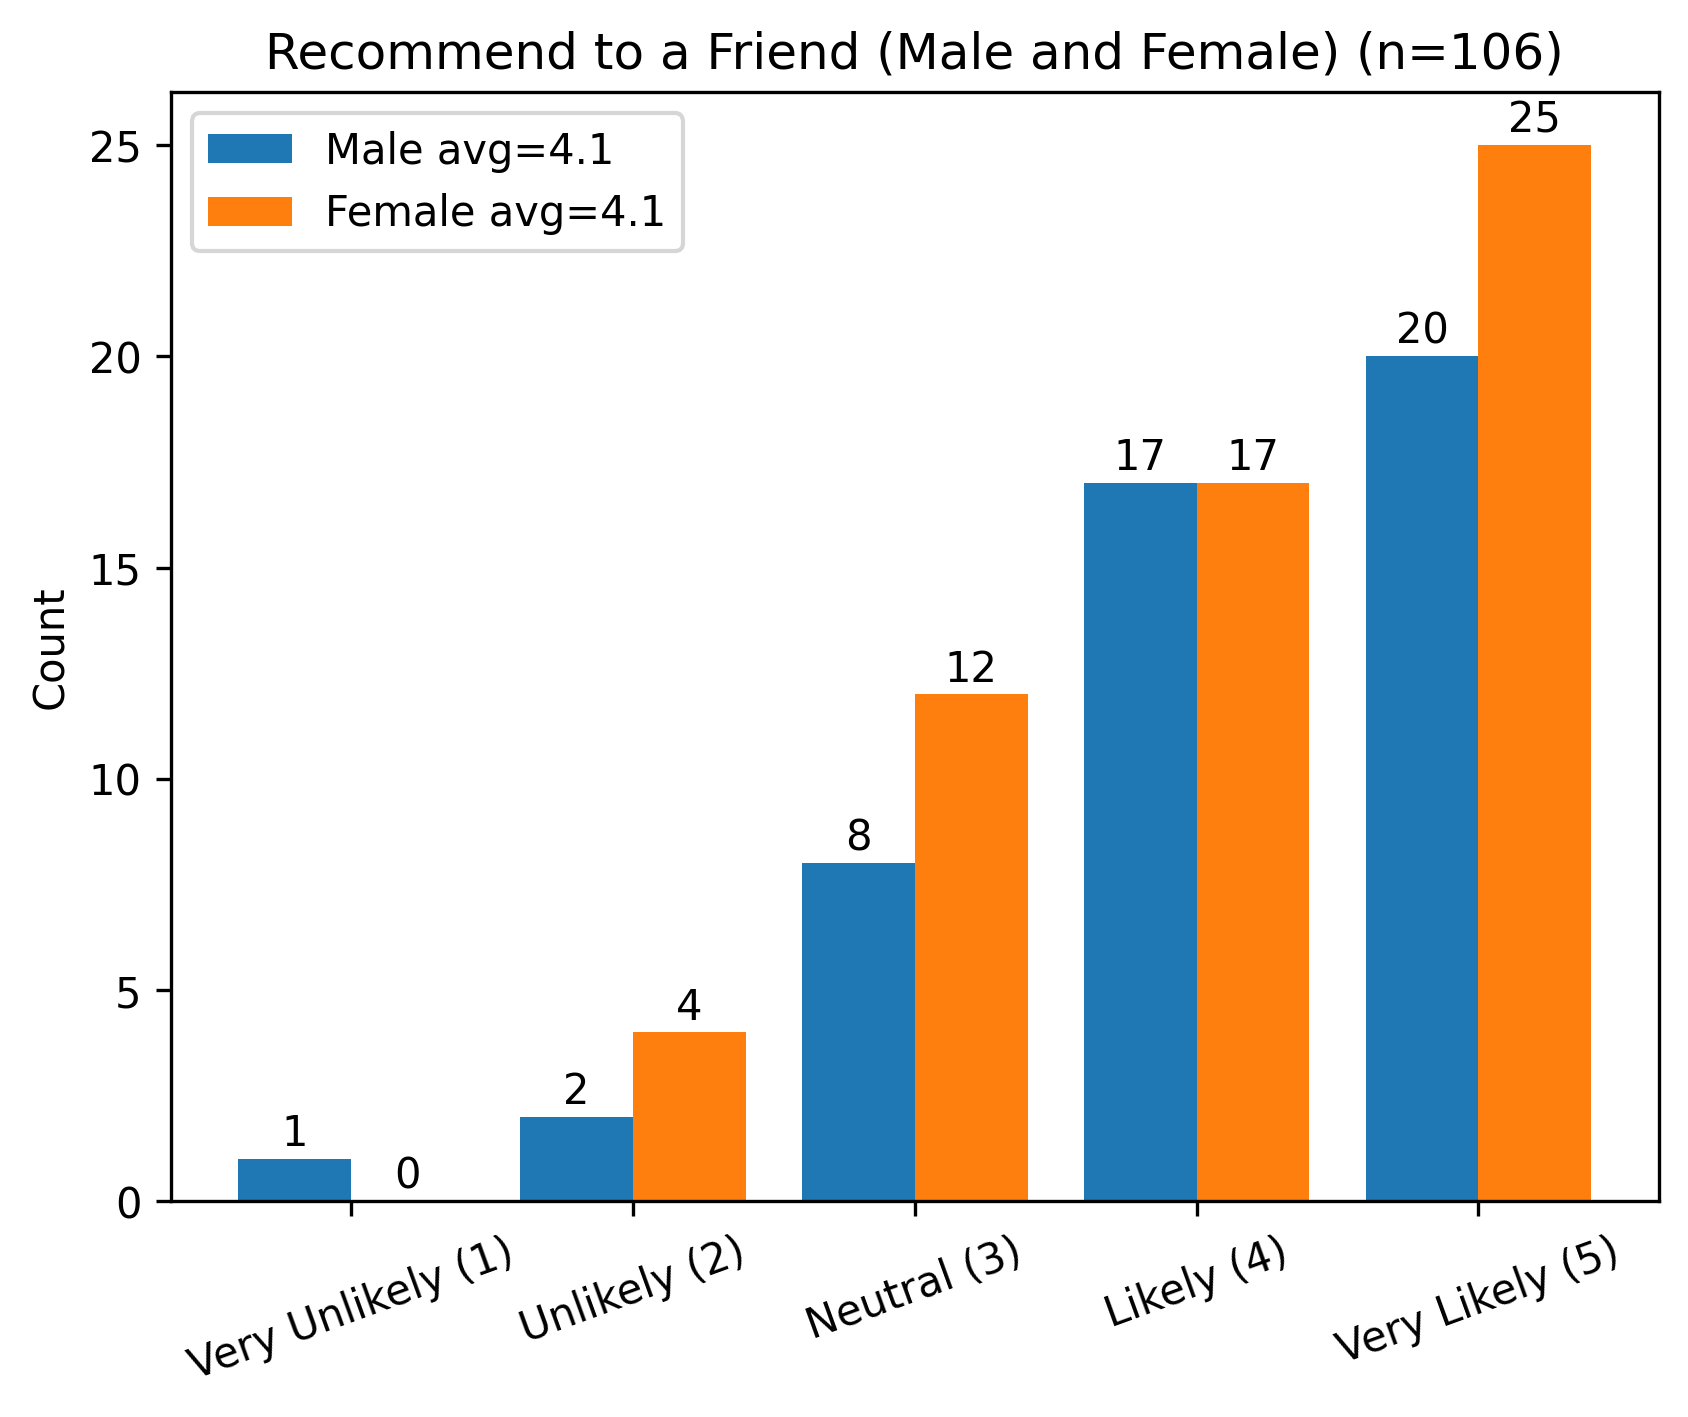 Recommend to a Friend (Male and Female) (n=106)
Male avg=4.1
Female avg=4.1
Count
25
20
15
10
5
0
1
0
2
4
8
12
17
17
20
25
Very Unlikely (1)
Unlikely (2)
Neutral (3)
Likely (4)
Very Likely (5)